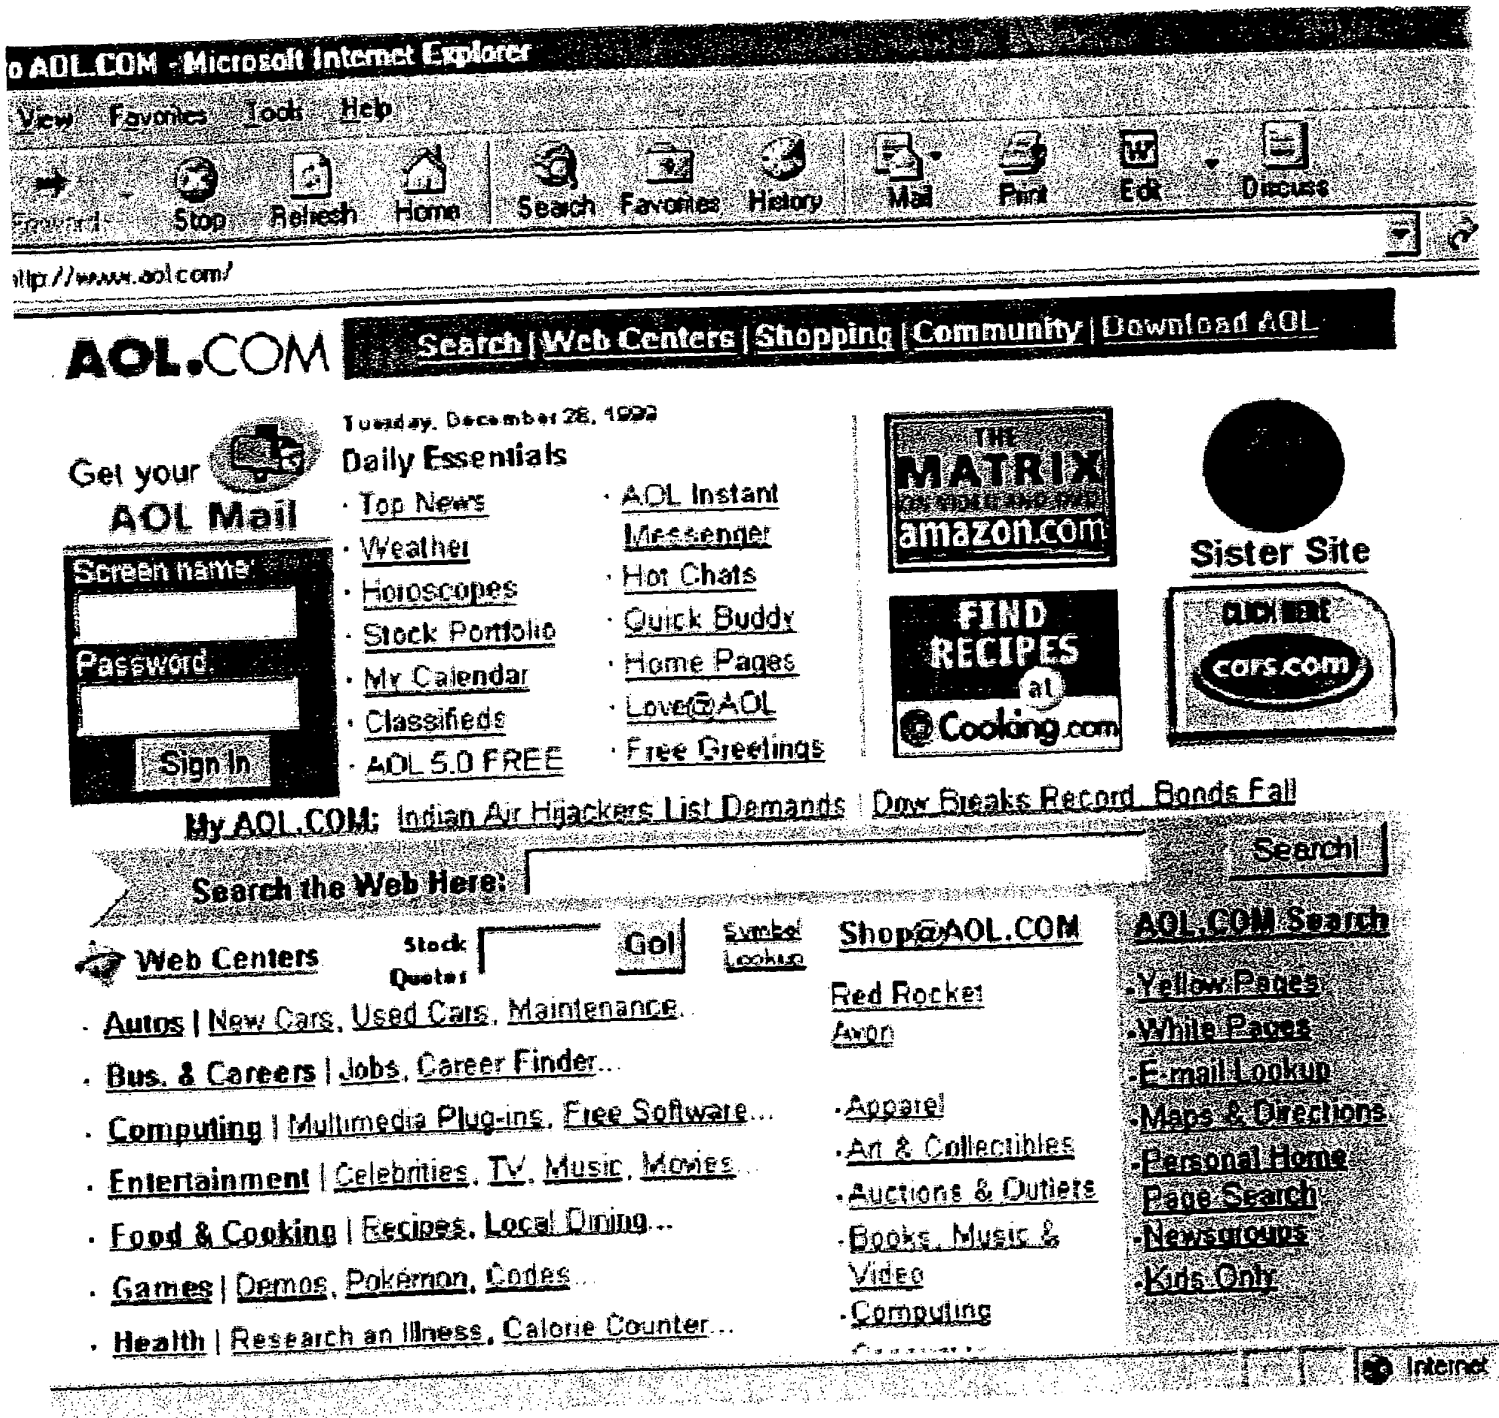 o AOL.COM - Microsoft Internet Explorer
View Favorites Tools Help
Forward Stop Refresh Home Search Favorites History Mail Print Edit Discuss
http://www.aol.com/
AOL.COM
Search | Web Centers | Shopping | Community | Download AOL
Get your
AOL Mail
Screen name:
Password:
Sign In
Tuesday, December 28, 1999
Daily Essentials
· Top News
· Weather
· Horoscopes
· Stock Portfolio
· My Calendar
· Classifieds
· AOL 5.0 FREE
· AOL Instant
Messenger
· Hot Chats
· Quick Buddy
· Home Pages
· Love@AOL
· Free Greetings
THE
MATRIX
ON VIDEO AND DVD
amazon.com
Sister Site
FIND
RECIPES
at
Cooking.com
CLICK HERE
cars.com
My AOL.COM: Indian Air Hijackers List Demands | Dow Breaks Record, Bonds Fall
Search the Web Here: Search!
Web Centers
Stock
Quotes
Go!
Symbol
Lookup
· Autos | New Cars, Used Cars, Maintenance...
· Bus. & Careers | Jobs, Career Finder...
· Computing | Multimedia Plug-ins, Free Software...
· Entertainment | Celebrities, TV, Music, Movies...
· Food & Cooking | Recipes, Local Dining...
· Games | Demos, Pokémon, Codes...
· Health | Research an Illness, Calorie Counter...
Shop@AOL.COM
Red Rocket
Avon
· Apparel
· Art & Collectibles
· Auctions & Outlets
· Books, Music &
Video
· Computing
AOL.COM Search
· Yellow Pages
· White Pages
· E-mail Lookup
· Maps & Directions
· Personal Home
Page Search
· Newsgroups
· Kids Only
Internet